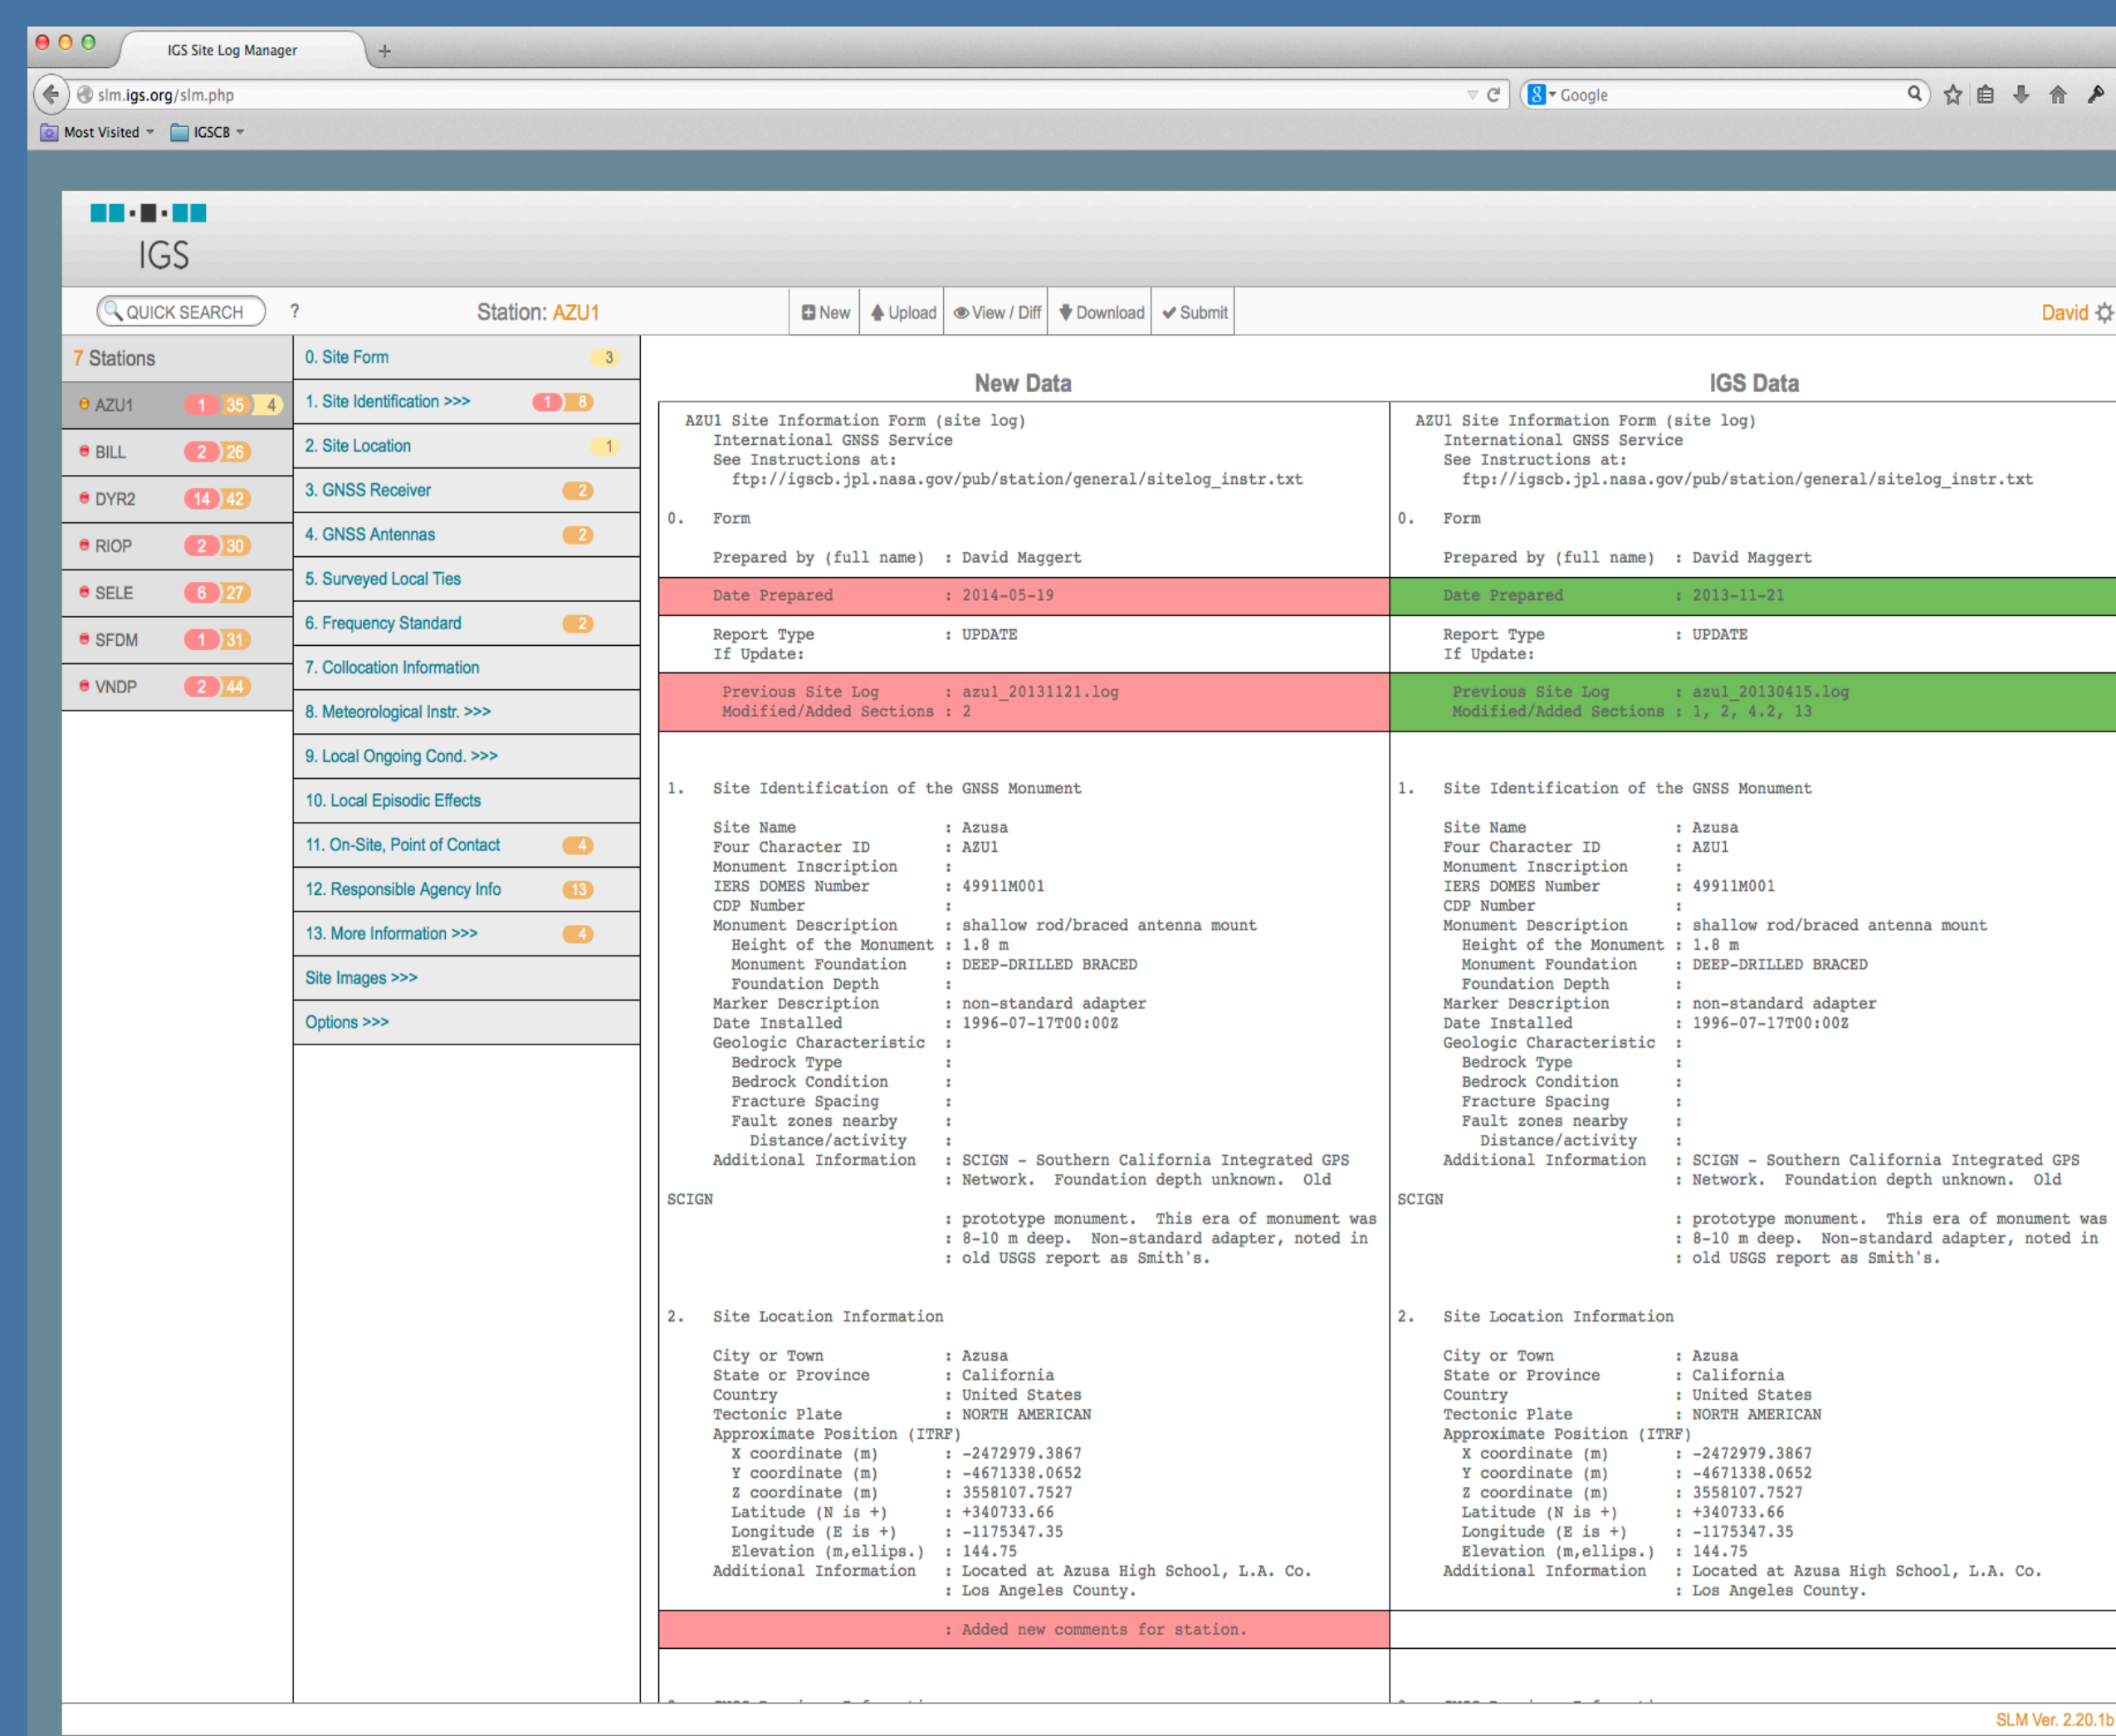 IGS Site Log Manager
slm.igs.org/slm.php
Google
Most Visited
IGSCB
IGS
QUICK SEARCH
?
Station: AZU1
New
Upload
View / Diff
Download
Submit
David
7 Stations
AZU1 1 35 4
BILL 2 26
DYR2 14 42
RIOP 2 30
SELE 6 27
SFDM 1 31
VNDP 2 44
0. Site Form 3
1. Site Identification >>> 1 8
2. Site Location 1
3. GNSS Receiver 2
4. GNSS Antennas 2
5. Surveyed Local Ties
6. Frequency Standard 2
7. Collocation Information
8. Meteorological Instr. >>>
9. Local Ongoing Cond. >>>
10. Local Episodic Effects
11. On-Site, Point of Contact 4
12. Responsible Agency Info 13
13. More Information >>> 4
Site Images >>>
Options >>>
New Data
AZU1 Site Information Form (site log)
International GNSS Service
See Instructions at:
ftp://igscb.jpl.nasa.gov/pub/station/general/sitelog_instr.txt
0. Form
Prepared by (full name) : David Maggert
Date Prepared : 2014-05-19
Report Type : UPDATE
If Update:
Previous Site Log : azu1_20131121.log
Modified/Added Sections : 2
1. Site Identification of the GNSS Monument
Site Name : Azusa
Four Character ID : AZU1
Monument Inscription :
IERS DOMES Number : 49911M001
CDP Number :
Monument Description : shallow rod/braced antenna mount
Height of the Monument : 1.8 m
Monument Foundation : DEEP-DRILLED BRACED
Foundation Depth :
Marker Description : non-standard adapter
Date Installed : 1996-07-17T00:00Z
Geologic Characteristic :
Bedrock Type :
Bedrock Condition :
Fracture Spacing :
Fault zones nearby :
Distance/activity :
Additional Information : SCIGN - Southern California Integrated GPS
: Network. Foundation depth unknown. Old
SCIGN
: prototype monument. This era of monument was
: 8-10 m deep. Non-standard adapter, noted in
: old USGS report as Smith's.
2. Site Location Information
City or Town : Azusa
State or Province : California
Country : United States
Tectonic Plate : NORTH AMERICAN
Approximate Position (ITRF)
X coordinate (m) : -2472979.3867
Y coordinate (m) : -4671338.0652
Z coordinate (m) : 3558107.7527
Latitude (N is +) : +340733.66
Longitude (E is +) : -1175347.35
Elevation (m,ellips.) : 144.75
Additional Information : Located at Azusa High School, L.A. Co.
: Los Angeles County.
: Added new comments for station.
IGS Data
AZU1 Site Information Form (site log)
International GNSS Service
See Instructions at:
ftp://igscb.jpl.nasa.gov/pub/station/general/sitelog_instr.txt
0. Form
Prepared by (full name) : David Maggert
Date Prepared : 2013-11-21
Report Type : UPDATE
If Update:
Previous Site Log : azu1_20130415.log
Modified/Added Sections : 1, 2, 4.2, 13
1. Site Identification of the GNSS Monument
Site Name : Azusa
Four Character ID : AZU1
Monument Inscription :
IERS DOMES Number : 49911M001
CDP Number :
Monument Description : shallow rod/braced antenna mount
Height of the Monument : 1.8 m
Monument Foundation : DEEP-DRILLED BRACED
Foundation Depth :
Marker Description : non-standard adapter
Date Installed : 1996-07-17T00:00Z
Geologic Characteristic :
Bedrock Type :
Bedrock Condition :
Fracture Spacing :
Fault zones nearby :
Distance/activity :
Additional Information : SCIGN - Southern California Integrated GPS
: Network. Foundation depth unknown. Old
SCIGN
: prototype monument. This era of monument was
: 8-10 m deep. Non-standard adapter, noted in
: old USGS report as Smith's.
2. Site Location Information
City or Town : Azusa
State or Province : California
Country : United States
Tectonic Plate : NORTH AMERICAN
Approximate Position (ITRF)
X coordinate (m) : -2472979.3867
Y coordinate (m) : -4671338.0652
Z coordinate (m) : 3558107.7527
Latitude (N is +) : +340733.66
Longitude (E is +) : -1175347.35
Elevation (m,ellips.) : 144.75
Additional Information : Located at Azusa High School, L.A. Co.
: Los Angeles County.
SLM Ver. 2.20.1b